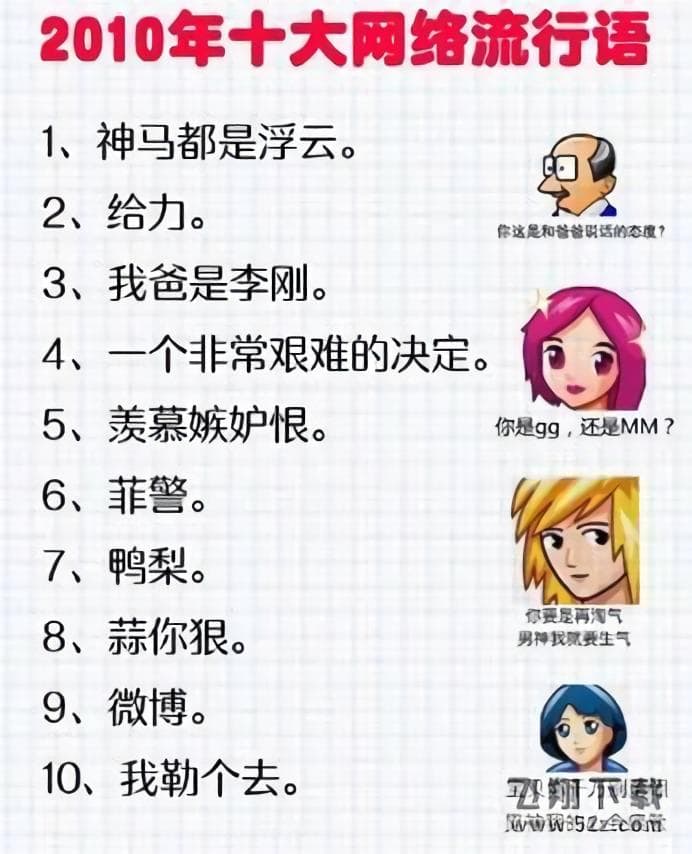 2010年十大网络流行语
1、神马都是浮云。
2、给力。
3、我爸是李刚。
4、一个非常艰难的决定。
5、羡慕嫉妒恨。
6、菲警。
7、鸭梨。
8、蒜你狠。
9、微博。
10、我勒个去。
你这是和爸爸说话的态度?
你是gg，还是MM？
你要是再淘气
男神我就要生气
飞翔下载
www.52z.com